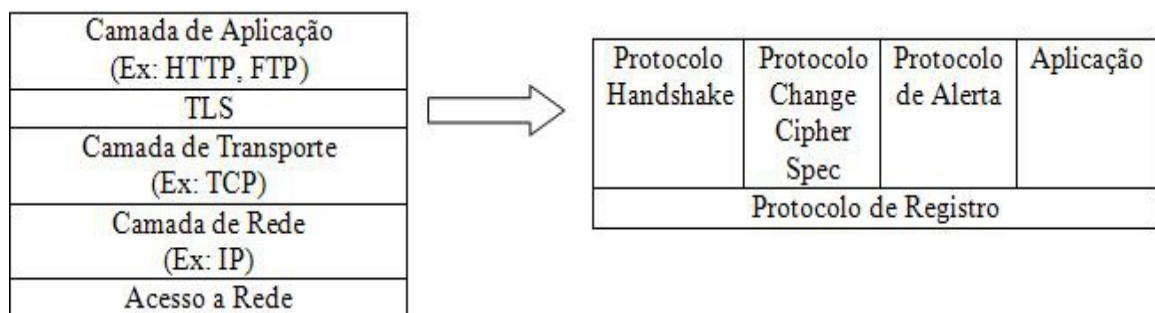 Camada de Aplicação
(Ex: HTTP, FTP)
TLS
Camada de Transporte
(Ex: TCP)
Camada de Rede
(Ex: IP)
Acesso a Rede
Protocolo
Handshake
Protocolo
Change
Cipher
Spec
Protocolo
de Alerta
Aplicação
Protocolo de Registro